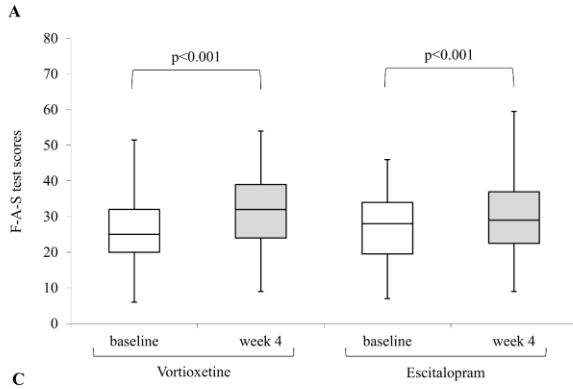 A
80
70
60
50
40
30
20
10
0
F-A-S test scores
p<0.001
p<0.001
baseline
week 4
baseline
week 4
Vortioxetine
Escitalopram
C